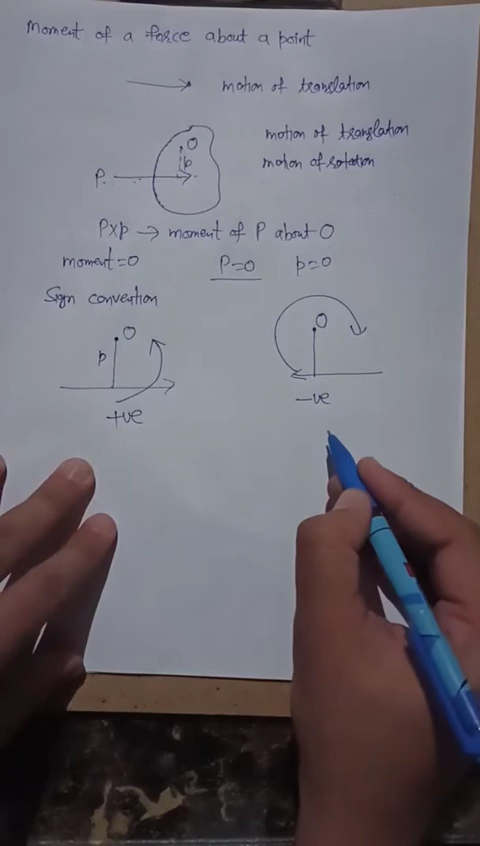 Moment of a force about a point
motion of translation
motion of translation
motion of rotation
O
p
P
P×p → moment of P about O
moment=0 P=0 p=0
Sign convention
O
p
+ve
O
-ve